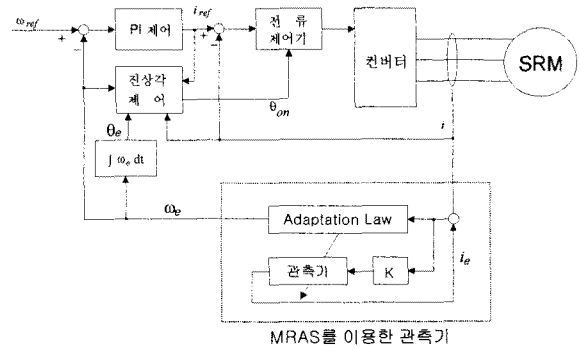 ω_ref
+
−
PI 제어
i_ref
+
−
전 류
제어기
컨버터
SRM
진상각
제 어
θ_on
θ_e
i
∫ ω_e dt
ω_e
Adaptation Law
관측기
K
i_e
MRAS를 이용한 관측기